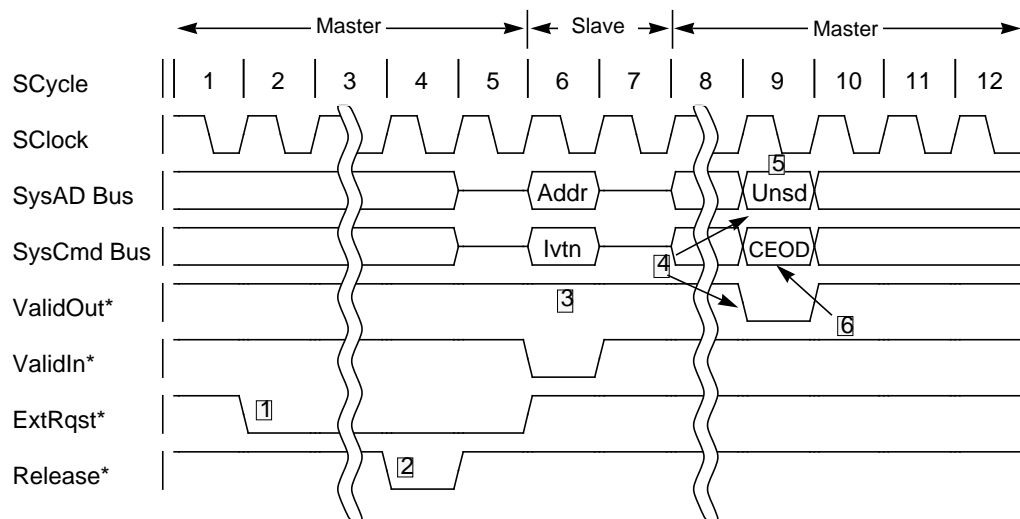 Master Slave Master
SCycle 1 2 3 4 5 6 7 8 9 10 11 12
SClock
5
SysAD Bus Addr Unsd
SysCmd Bus Ivtn CEOD
4
ValidOut* 3 6
ValidIn*
ExtRqst* 1
Release* 2